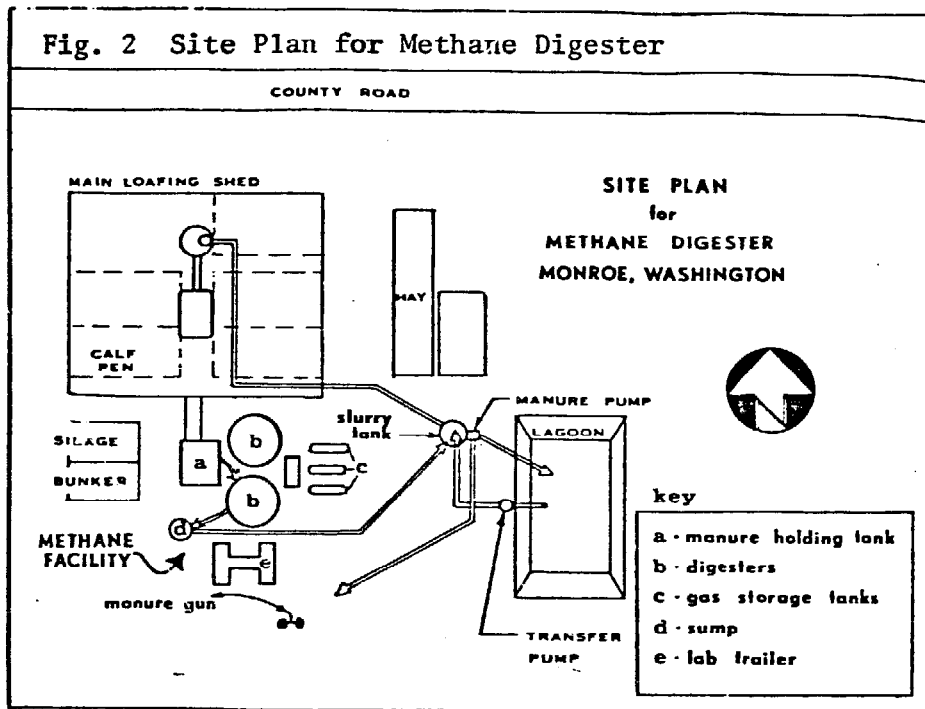 Fig. 2 Site Plan for Methane Digester
COUNTY ROAD
MAIN LOAFING SHED
SITE PLAN
for
METHANE DIGESTER
MONROE, WASHINGTON
HAY
CALF
PEN
MANURE PUMP
slurry
tank
LAGOON
SILAGE
BUNKER
a
b
b
c
d
e
N
METHANE
FACILITY
manure gun
TRANSFER
PUMP
key
a - manure holding tank
b - digesters
c - gas storage tanks
d - sump
e - lab trailer